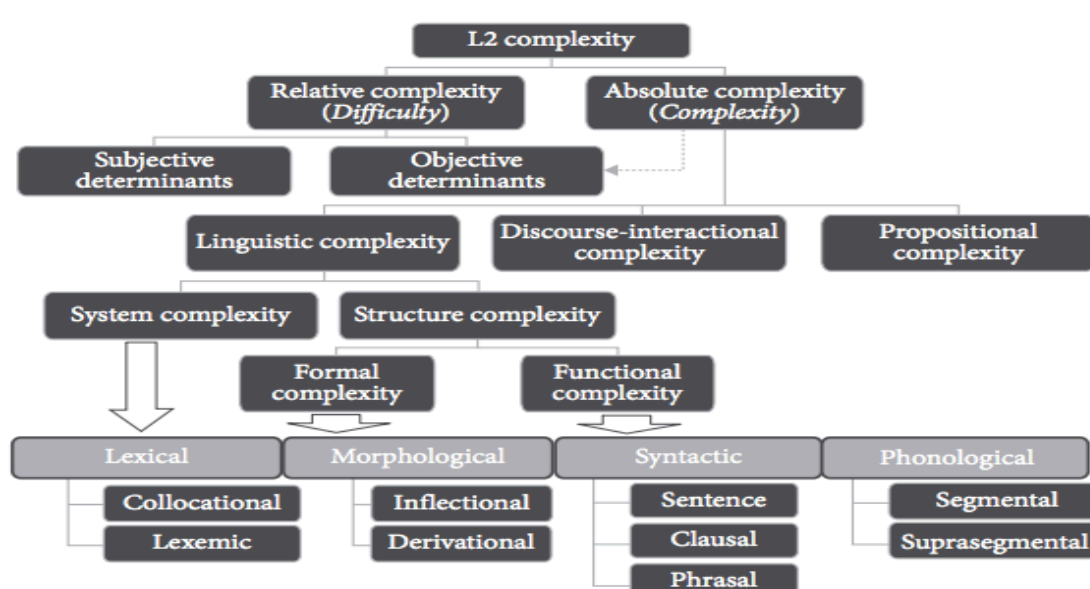 L2 complexity
Relative complexity
(Difficulty)
Absolute complexity
(Complexity)
Subjective
determinants
Objective
determinants
Linguistic complexity
Discourse-interactional
complexity
Propositional
complexity
System complexity
Structure complexity
Formal
complexity
Functional
complexity
Lexical
Morphological
Syntactic
Phonological
Collocational
Inflectional
Sentence
Segmental
Lexemic
Derivational
Clausal
Suprasegmental
Phrasal